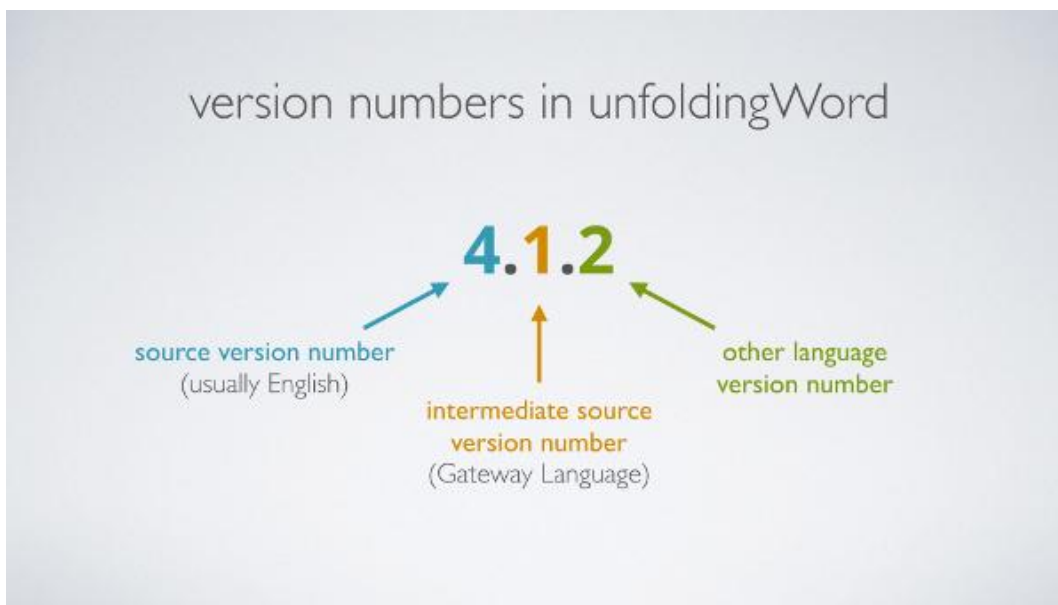 version numbers in unfoldingWord
4.1.2
source version number
(usually English)
intermediate source
version number
(Gateway Language)
other language
version number